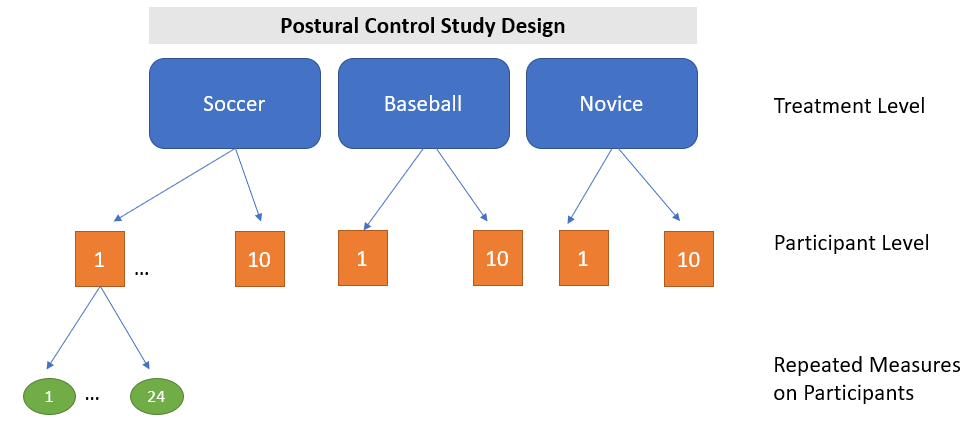 Postural Control Study Design
Soccer
Baseball
Novice
Treatment Level
1
...
10
1
10
1
10
Participant Level
1
...
24
Repeated Measures
on Participants